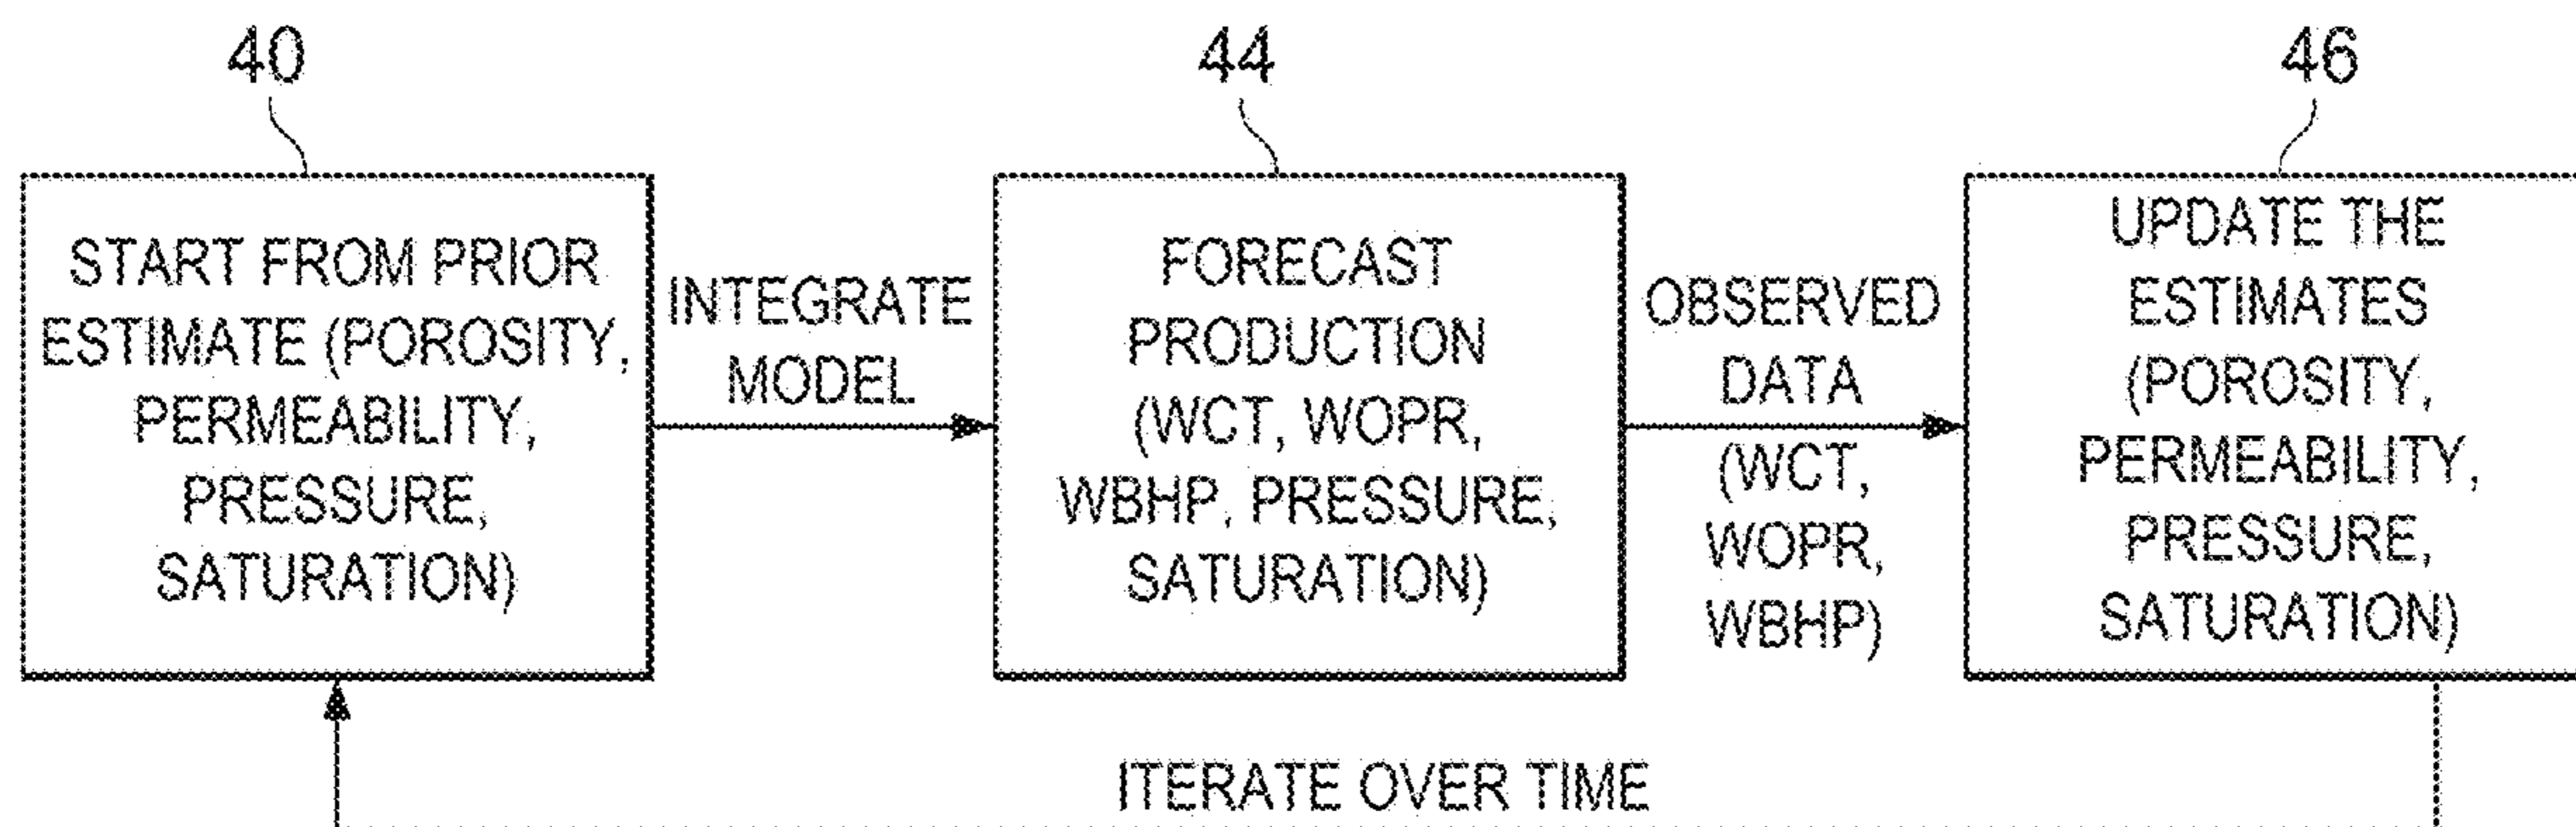 40
44
46
START FROM PRIOR
ESTIMATE (POROSITY,
PERMEABILITY,
PRESSURE,
SATURATION)
INTEGRATE
MODEL
FORECAST
PRODUCTION
(WCT, WOPR,
WBHP, PRESSURE,
SATURATION)
OBSERVED
DATA
(WCT,
WOPR,
WBHP)
UPDATE THE
ESTIMATES
(POROSITY,
PERMEABILITY,
PRESSURE,
SATURATION)
ITERATE OVER TIME